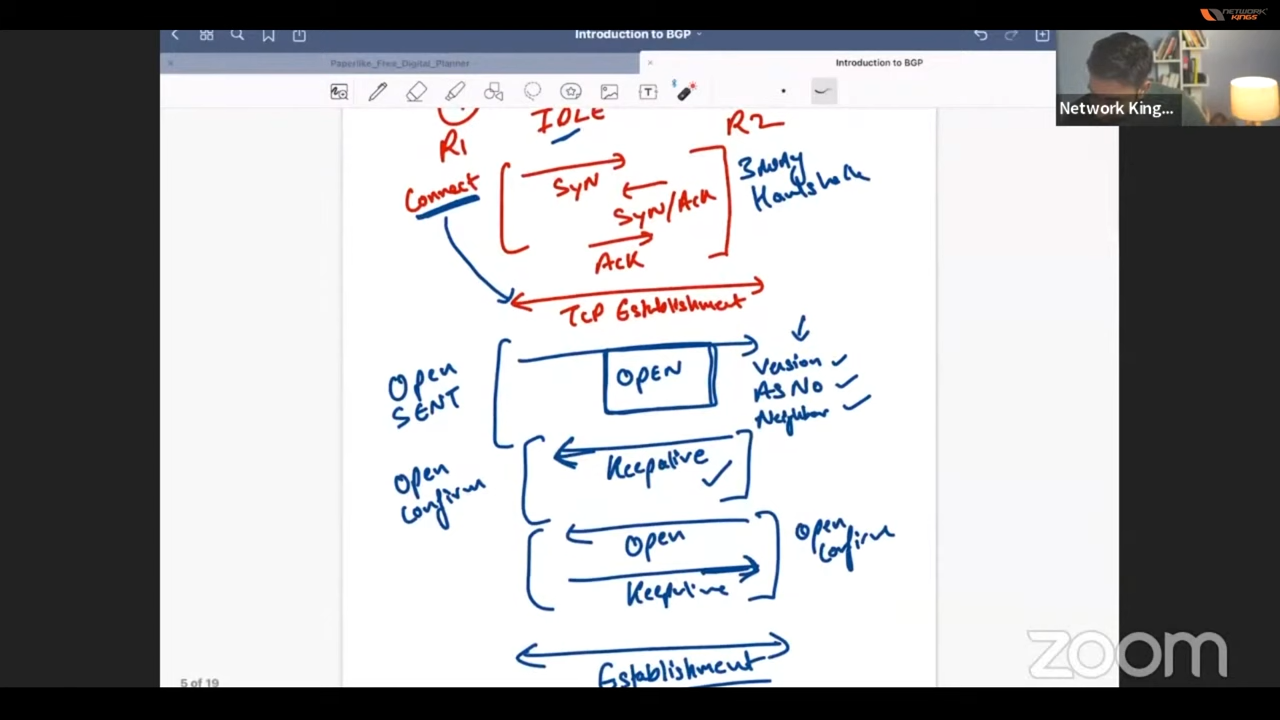 NETWORK
KINGS
Introduction to BGP
Paperlike_Free_Digital_Planner
Introduction to BGP
Network King...
IDLE
R1
R2
Connect
SYN
SYN/Ack
Ack
3 way
Handshake
TCP Establishment
Open
SENT
OPEN
Version ✓
AS No ✓
Neighbor ✓
Keepalive
✓
Open
Confirm
Open
Keepalive
Open
Confirm
Establishment
5 of 19
zoom